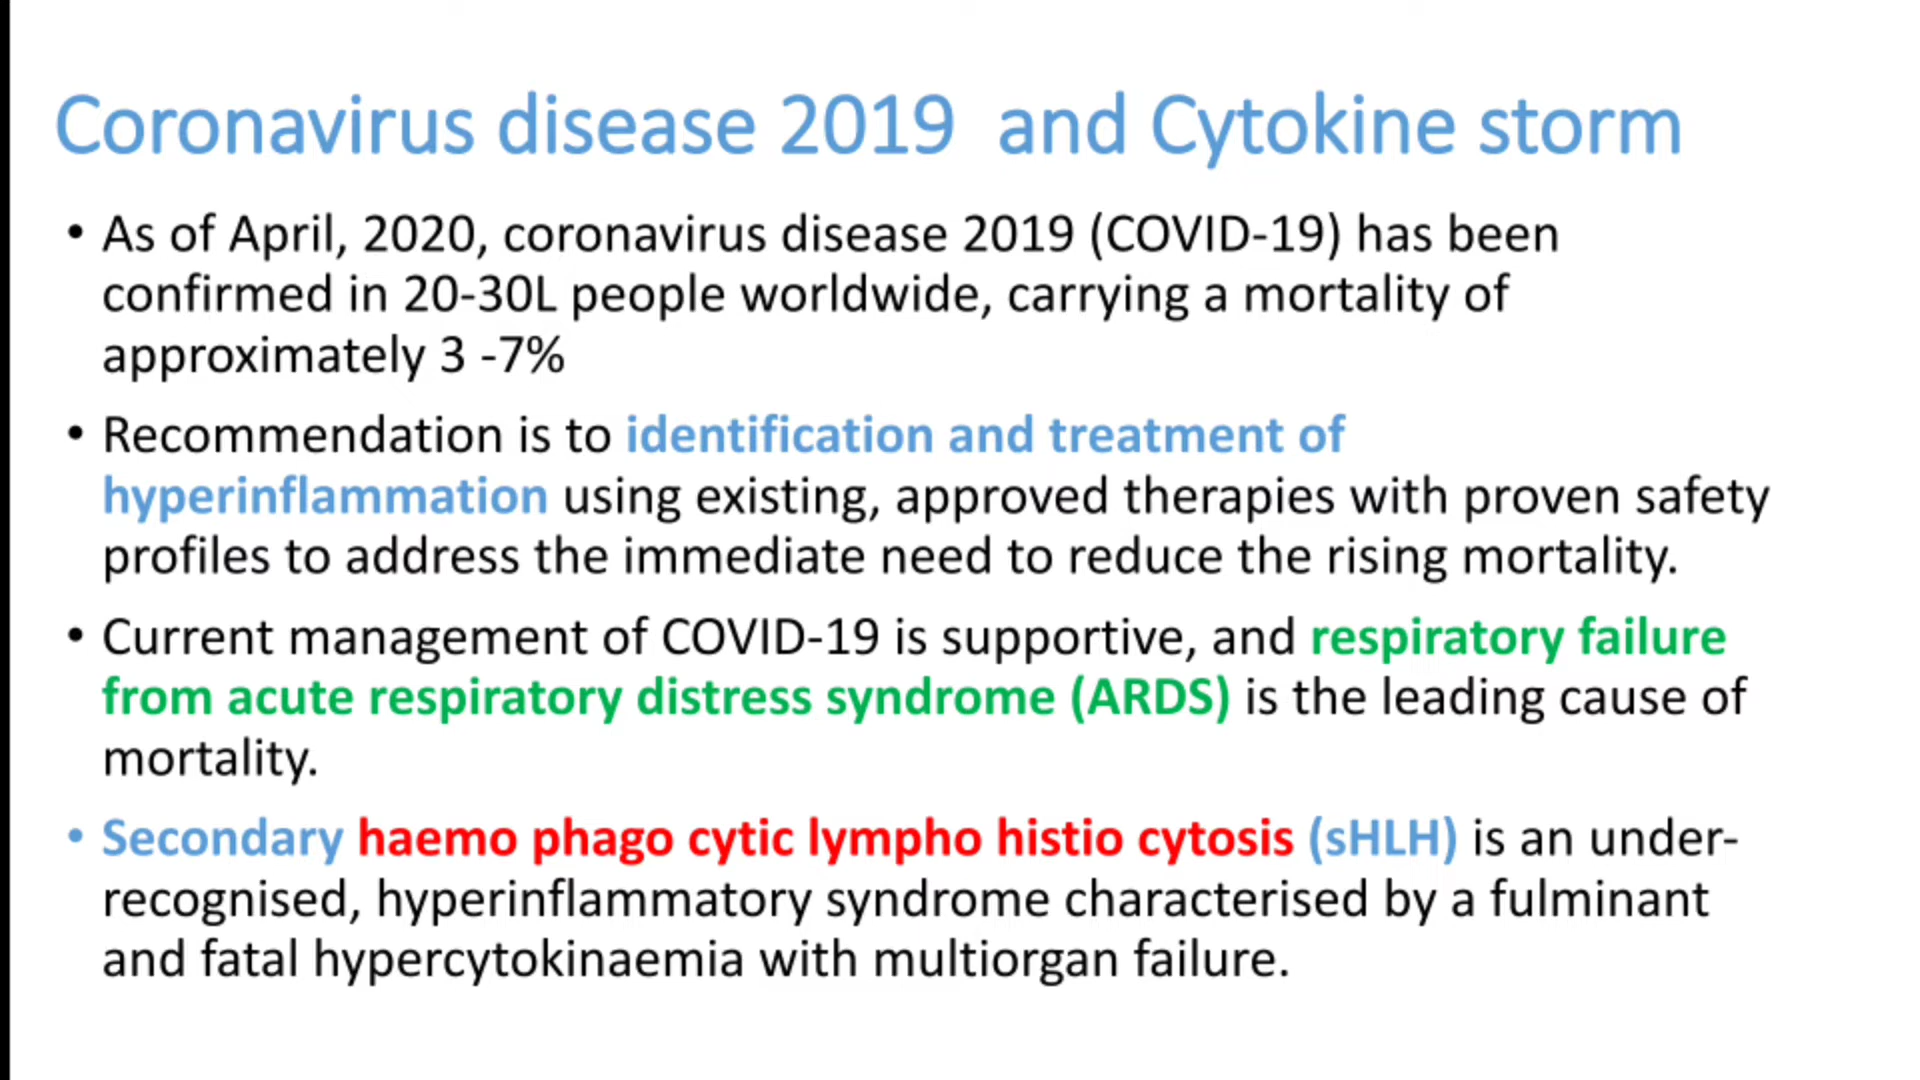 Coronavirus disease 2019  and Cytokine storm
• As of April, 2020, coronavirus disease 2019 (COVID-19) has been
confirmed in 20-30L people worldwide, carrying a mortality of
approximately 3 -7%
• Recommendation is to identification and treatment of
hyperinflammation using existing, approved therapies with proven safety
profiles to address the immediate need to reduce the rising mortality.
• Current management of COVID-19 is supportive, and respiratory failure
from acute respiratory distress syndrome (ARDS) is the leading cause of
mortality.
• Secondary haemo phago cytic lympho histio cytosis (sHLH) is an under-
recognised, hyperinflammatory syndrome characterised by a fulminant
and fatal hypercytokinaemia with multiorgan failure.